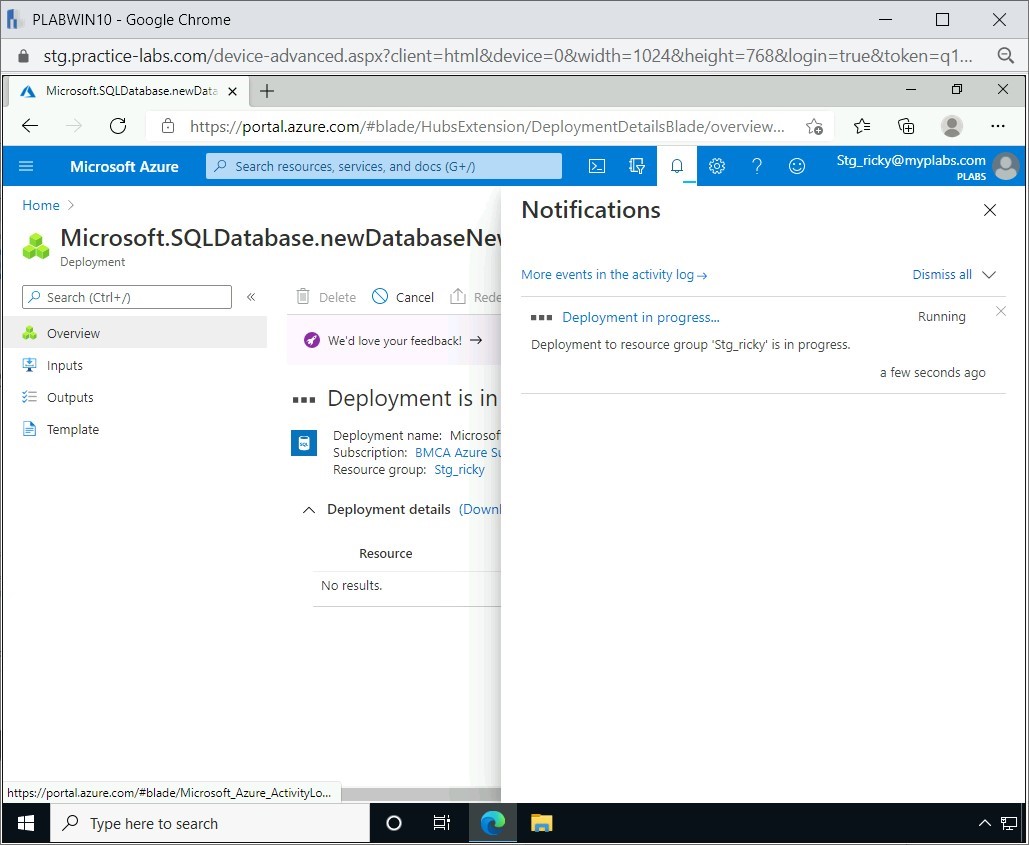 PLABWIN10 - Google Chrome
stg.practice-labs.com/device-advanced.aspx?client=html&device=0&width=1024&height=768&login=true&token=q1...
Microsoft.SQLDatabase.newData
https://portal.azure.com/#blade/HubsExtension/DeploymentDetailsBlade/overview...
Microsoft Azure
Search resources, services, and docs (G+/)
Stg_ricky@myplabs.com
PLABS
Home
Microsoft.SQLDatabase.newDatabaseNew
Deployment
Search (Ctrl+/)
«
Overview
Inputs
Outputs
Template
Delete
Cancel
Rede
We'd love your feedback! →
Deployment is in
SQL
Deployment name: Microsof
Subscription: BMCA Azure Su
Resource group: Stg_ricky
Deployment details (Downl
Resource
No results.
Notifications
More events in the activity log →
Dismiss all
Deployment in progress...
Running
Deployment to resource group 'Stg_ricky' is in progress.
a few seconds ago
https://portal.azure.com/#blade/Microsoft_Azure_ActivityLo...
Type here to search